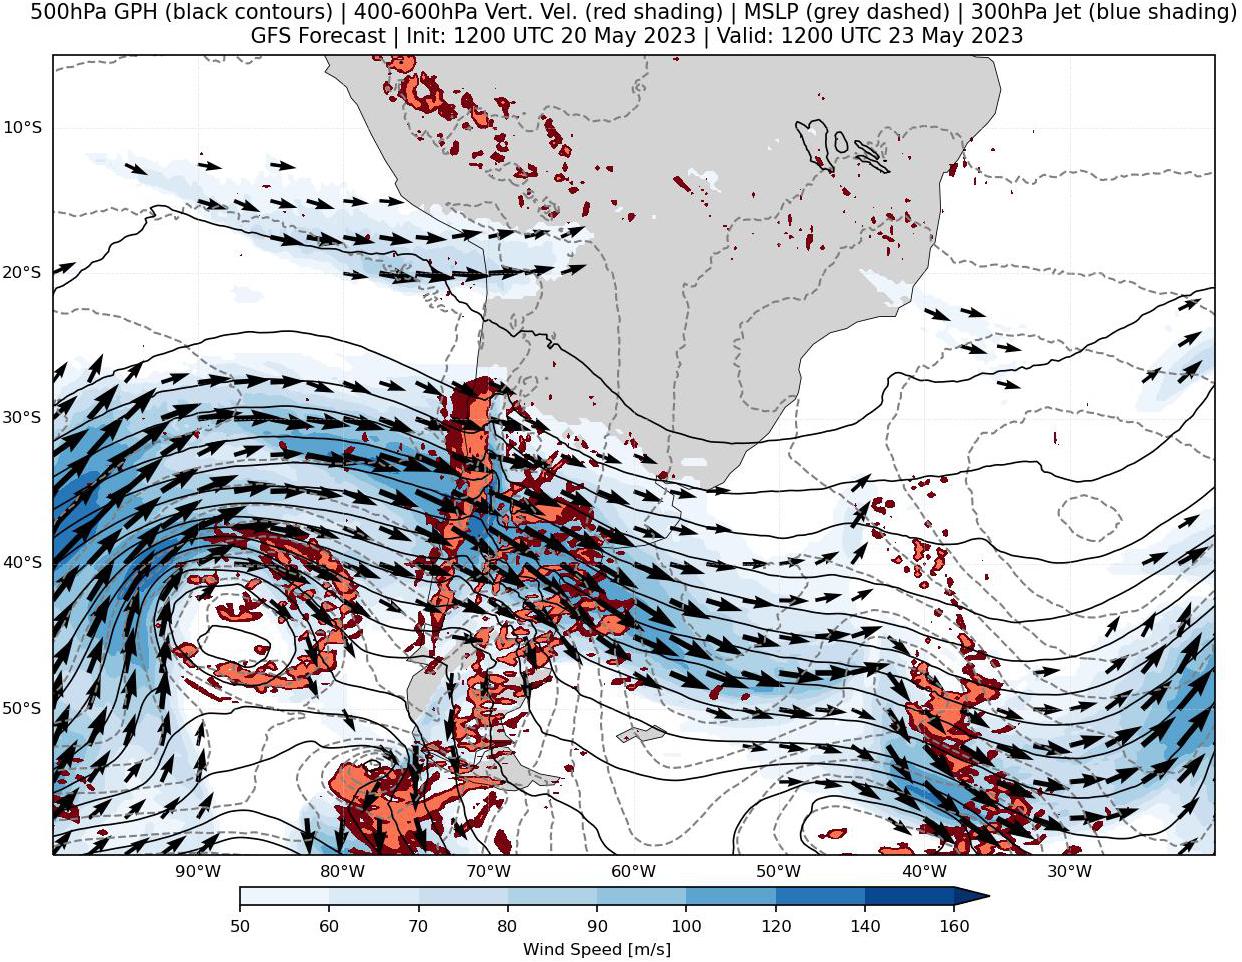 500hPa GPH (black contours) | 400-600hPa Vert. Vel. (red shading) | MSLP (grey dashed) | 300hPa Jet (blue shading)
GFS Forecast | Init: 1200 UTC 20 May 2023 | Valid: 1200 UTC 23 May 2023
10°S
20°S
30°S
40°S
50°S
90°W 80°W 70°W 60°W 50°W 40°W 30°W
50 60 70 80 90 100 120 140 160
Wind Speed [m/s]